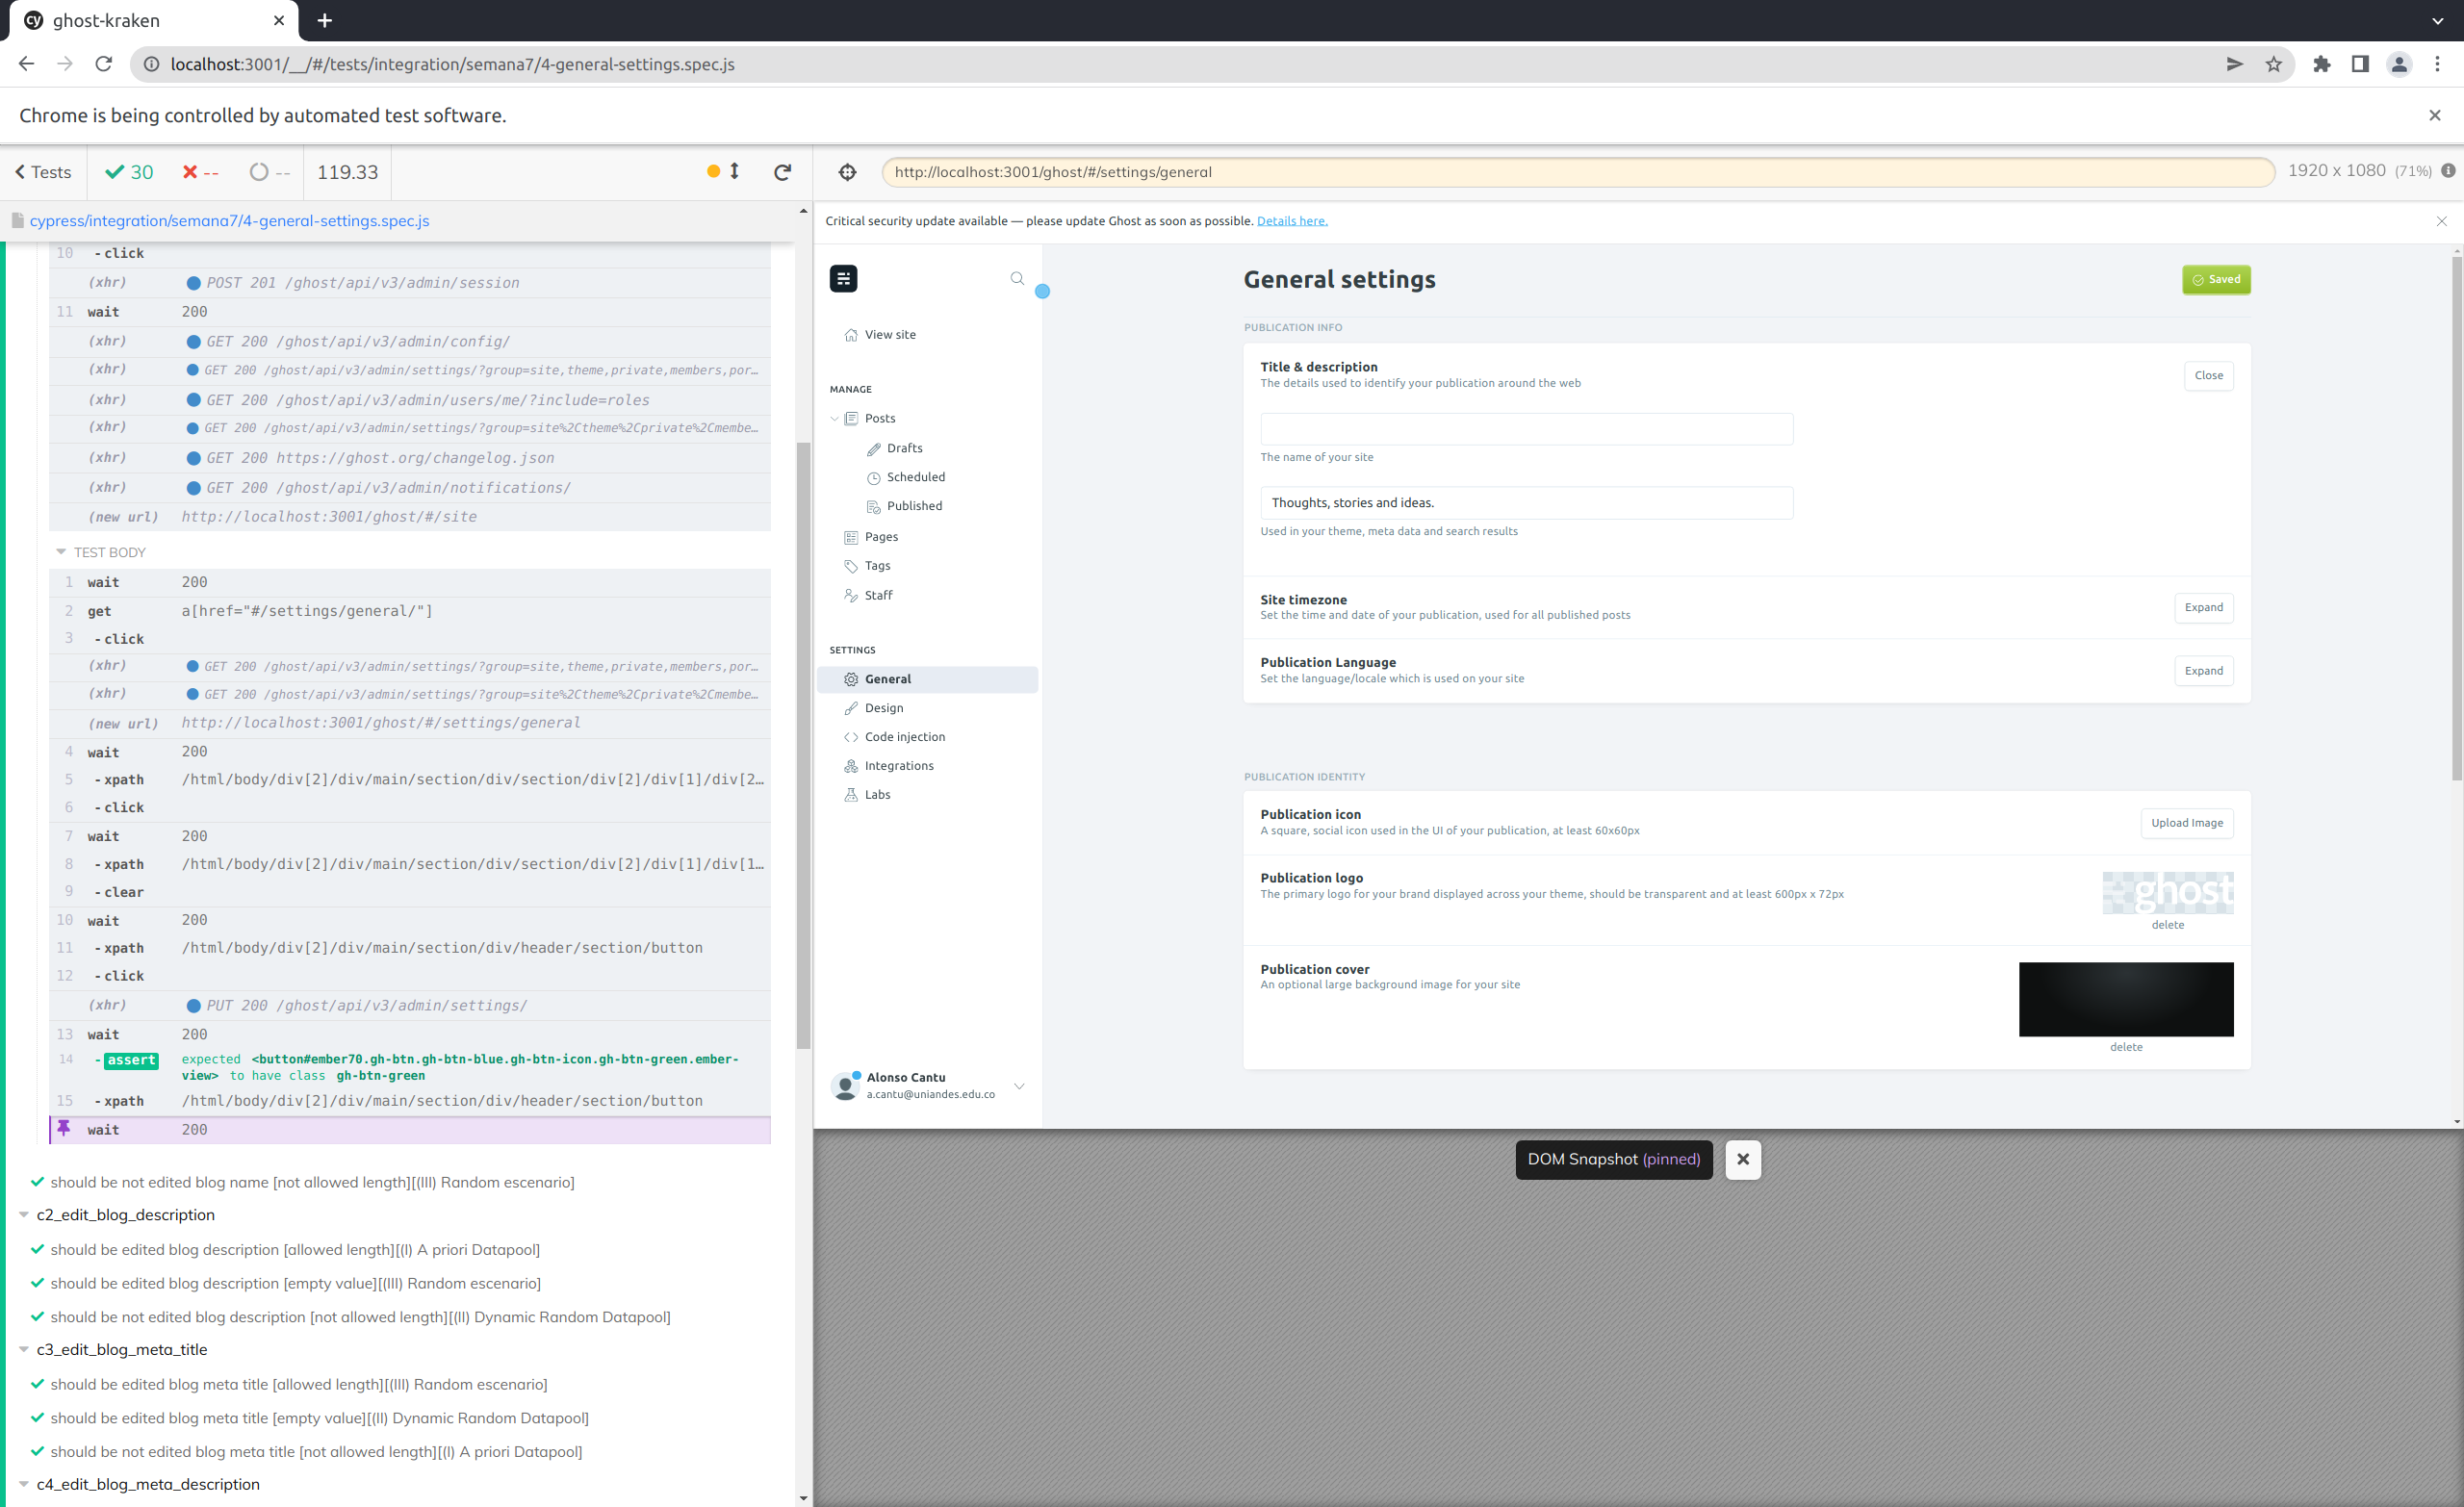 ghost-kraken
localhost:3001/__/#/tests/integration/semana7/4-general-settings.spec.js
Chrome is being controlled by automated test software.
Tests
30
--
--
119.33
cypress/integration/semana7/4-general-settings.spec.js
10 -click
(xhr) POST 201 /ghost/api/v3/admin/session
11 wait 200
(xhr) GET 200 /ghost/api/v3/admin/config/
(xhr) GET 200 /ghost/api/v3/admin/settings/?group=site,theme,private,members,por…
(xhr) GET 200 /ghost/api/v3/admin/users/me/?include=roles
(xhr) GET 200 /ghost/api/v3/admin/settings/?group=site%2Ctheme%2Cprivate%2Cmembe…
(xhr) GET 200 https://ghost.org/changelog.json
(xhr) GET 200 /ghost/api/v3/admin/notifications/
(new url) http://localhost:3001/ghost/#/site
TEST BODY
1 wait 200
2 get a[href="#/settings/general/"]
3 -click
(xhr) GET 200 /ghost/api/v3/admin/settings/?group=site,theme,private,members,por…
(xhr) GET 200 /ghost/api/v3/admin/settings/?group=site%2Ctheme%2Cprivate%2Cmembe…
(new url) http://localhost:3001/ghost/#/settings/general
4 wait 200
5 -xpath /html/body/div[2]/div/main/section/div/section/div[2]/div[1]/div[2…
6 -click
7 wait 200
8 -xpath /html/body/div[2]/div/main/section/div/section/div[2]/div[1]/div[1…
9 -clear
10 wait 200
11 -xpath /html/body/div[2]/div/main/section/div/header/section/button
12 -click
(xhr) PUT 200 /ghost/api/v3/admin/settings/
13 wait 200
14 -assert expected <button#ember70.gh-btn.gh-btn-blue.gh-btn-icon.gh-btn-green.ember-
view> to have class gh-btn-green
15 -xpath /html/body/div[2]/div/main/section/div/header/section/button
wait 200
should be not edited blog name [not allowed length][(III) Random escenario]
c2_edit_blog_description
should be edited blog description [allowed length][(I) A priori Datapool]
should be edited blog description [empty value][(III) Random escenario]
should be not edited blog description [not allowed length][(II) Dynamic Random Datapool]
c3_edit_blog_meta_title
should be edited blog meta title [allowed length][(III) Random escenario]
should be edited blog meta title [empty value][(II) Dynamic Random Datapool]
should be not edited blog meta title [not allowed length][(I) A priori Datapool]
c4_edit_blog_meta_description
http://localhost:3001/ghost/#/settings/general
1920 x 1080 (71%)
Critical security update available — please update Ghost as soon as possible. Details here.
View site
MANAGE
Posts
Drafts
Scheduled
Published
Pages
Tags
Staff
SETTINGS
General
Design
Code injection
Integrations
Labs
Alonso Cantu
a.cantu@uniandes.edu.co
General settings
Saved
PUBLICATION INFO
Title & description
The details used to identify your publication around the web
Close
The name of your site
Thoughts, stories and ideas.
Used in your theme, meta data and search results
Site timezone
Set the time and date of your publication, used for all published posts
Expand
Publication Language
Set the language/locale which is used on your site
Expand
PUBLICATION IDENTITY
Publication icon
A square, social icon used in the UI of your publication, at least 60x60px
Upload Image
Publication logo
The primary logo for your brand displayed across your theme, should be transparent and at least 600px x 72px
ghost
delete
Publication cover
An optional large background image for your site
delete
DOM Snapshot (pinned)